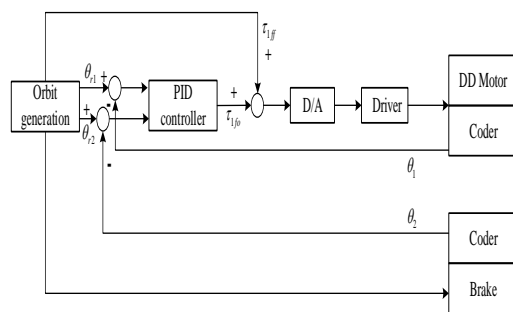 τ1ff
+
θr1
+
-
Orbit
generation
+
θr2
-
PID
controller
+
τ1fo
D/A
Driver
DD Motor
Coder
θ1
θ2
Coder
Brake